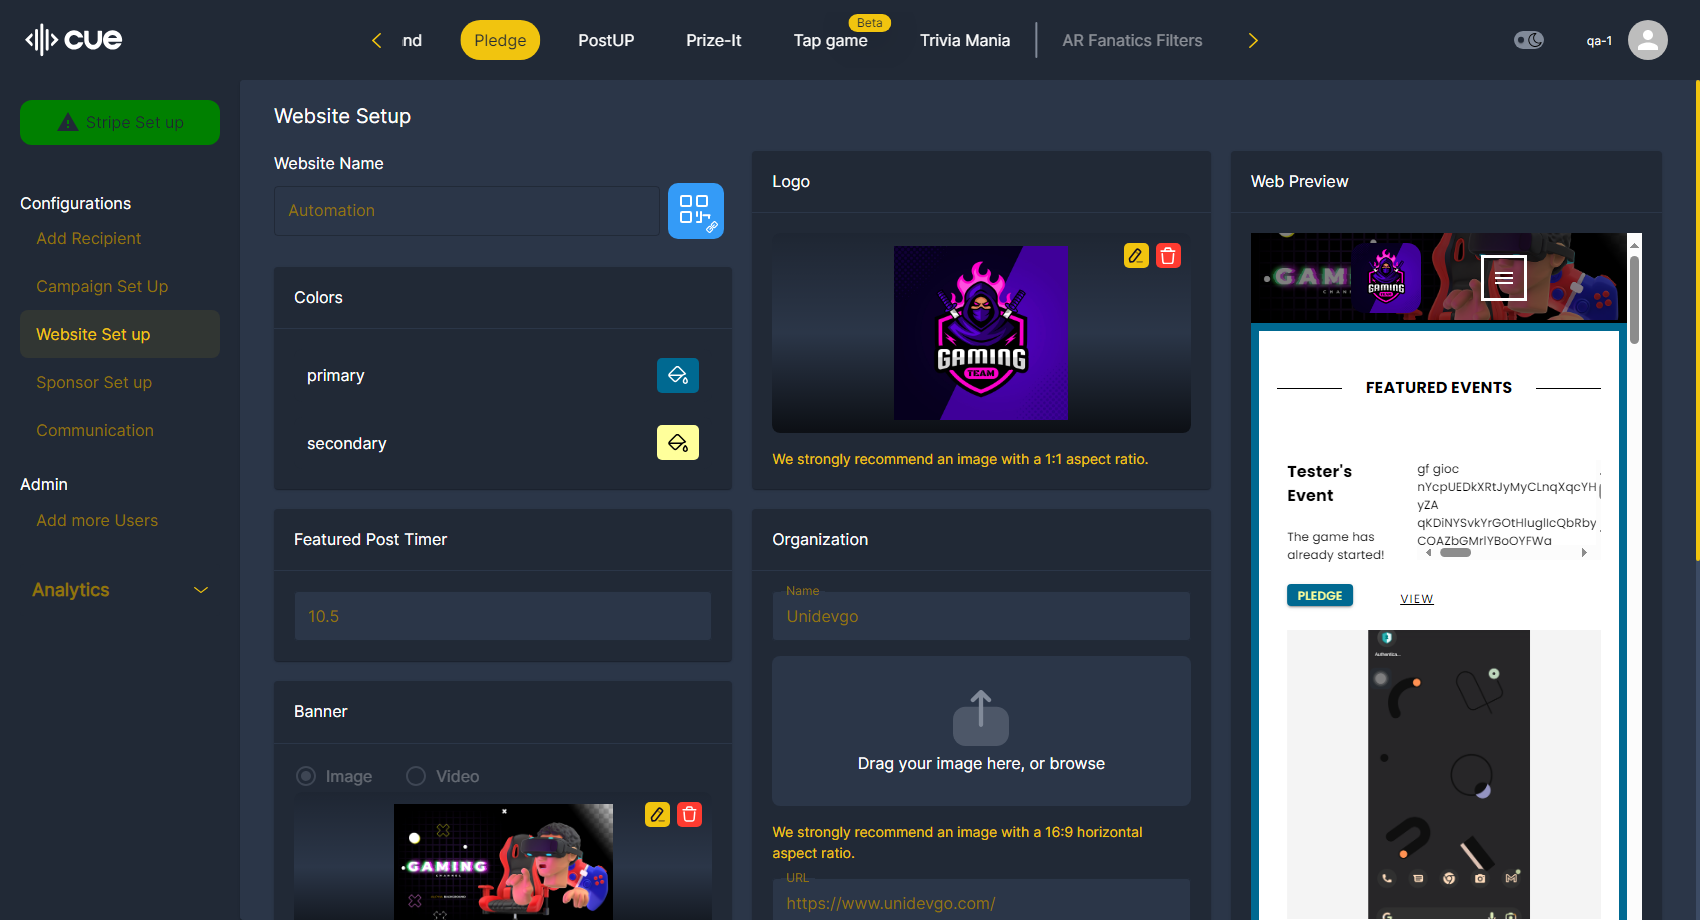 cue
nd
Pledge
PostUP
Prize-It
Tap game
Beta
Trivia Mania
AR Fanatics Filters
qa-1
Stripe Set up
Configurations
Add Recipient
Campaign Set Up
Website Set up
Sponsor Set up
Communication
Admin
Add more Users
Analytics
Website Setup
Website Name
Automation
Colors
primary
secondary
Featured Post Timer
10.5
Banner
Image
Video
GAMING
CHANNEL
Logo
GAMING
TEAM
We strongly recommend an image with a 1:1 aspect ratio.
Organization
Name
Unidevgo
Drag your image here, or browse
We strongly recommend an image with a 16:9 horizontal
aspect ratio.
URL
https://www.unidevgo.com/
Web Preview
GAMI
CHAN
GAMING
TEAM
FEATURED EVENTS
Tester's
Event
The game has
already started!
gf gioc
nYcpUEDkXRtJyMyCLnqXqcYH
yZA
qKDiNYSvkYrGOtHlugllcQbRby
COAZbGMrlYBoOYFWa
PLEDGE
VIEW
Authentica...